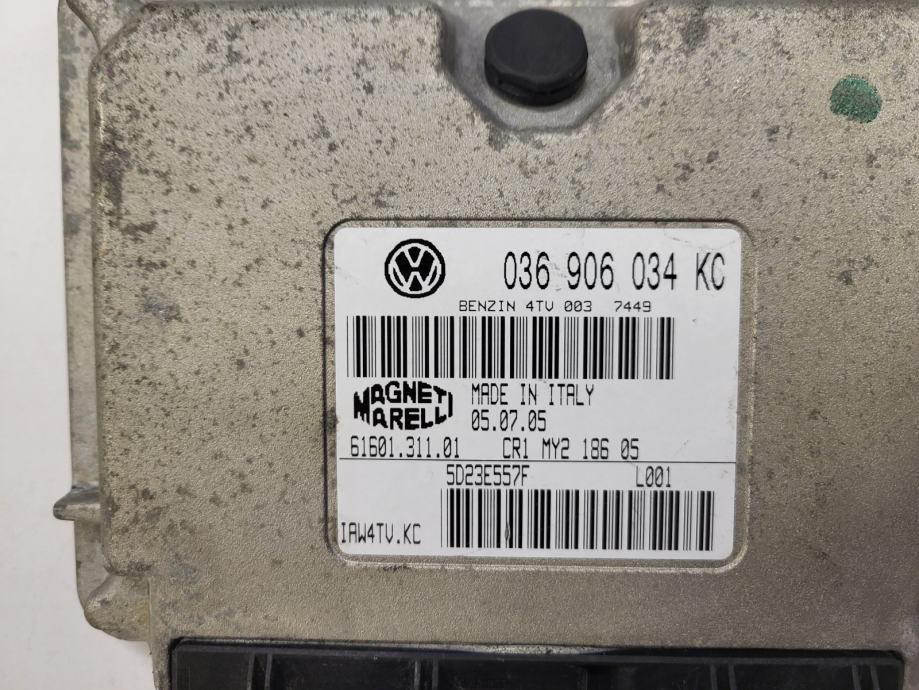 VW 036 906 034 KC
BENZIN 4TV 003 7449
MAGNETI MARELLI
MADE IN ITALY
05.07.05
61601.311.01 CR1 MY2 186 05
5D23E557F L001
IAW4TV.KC